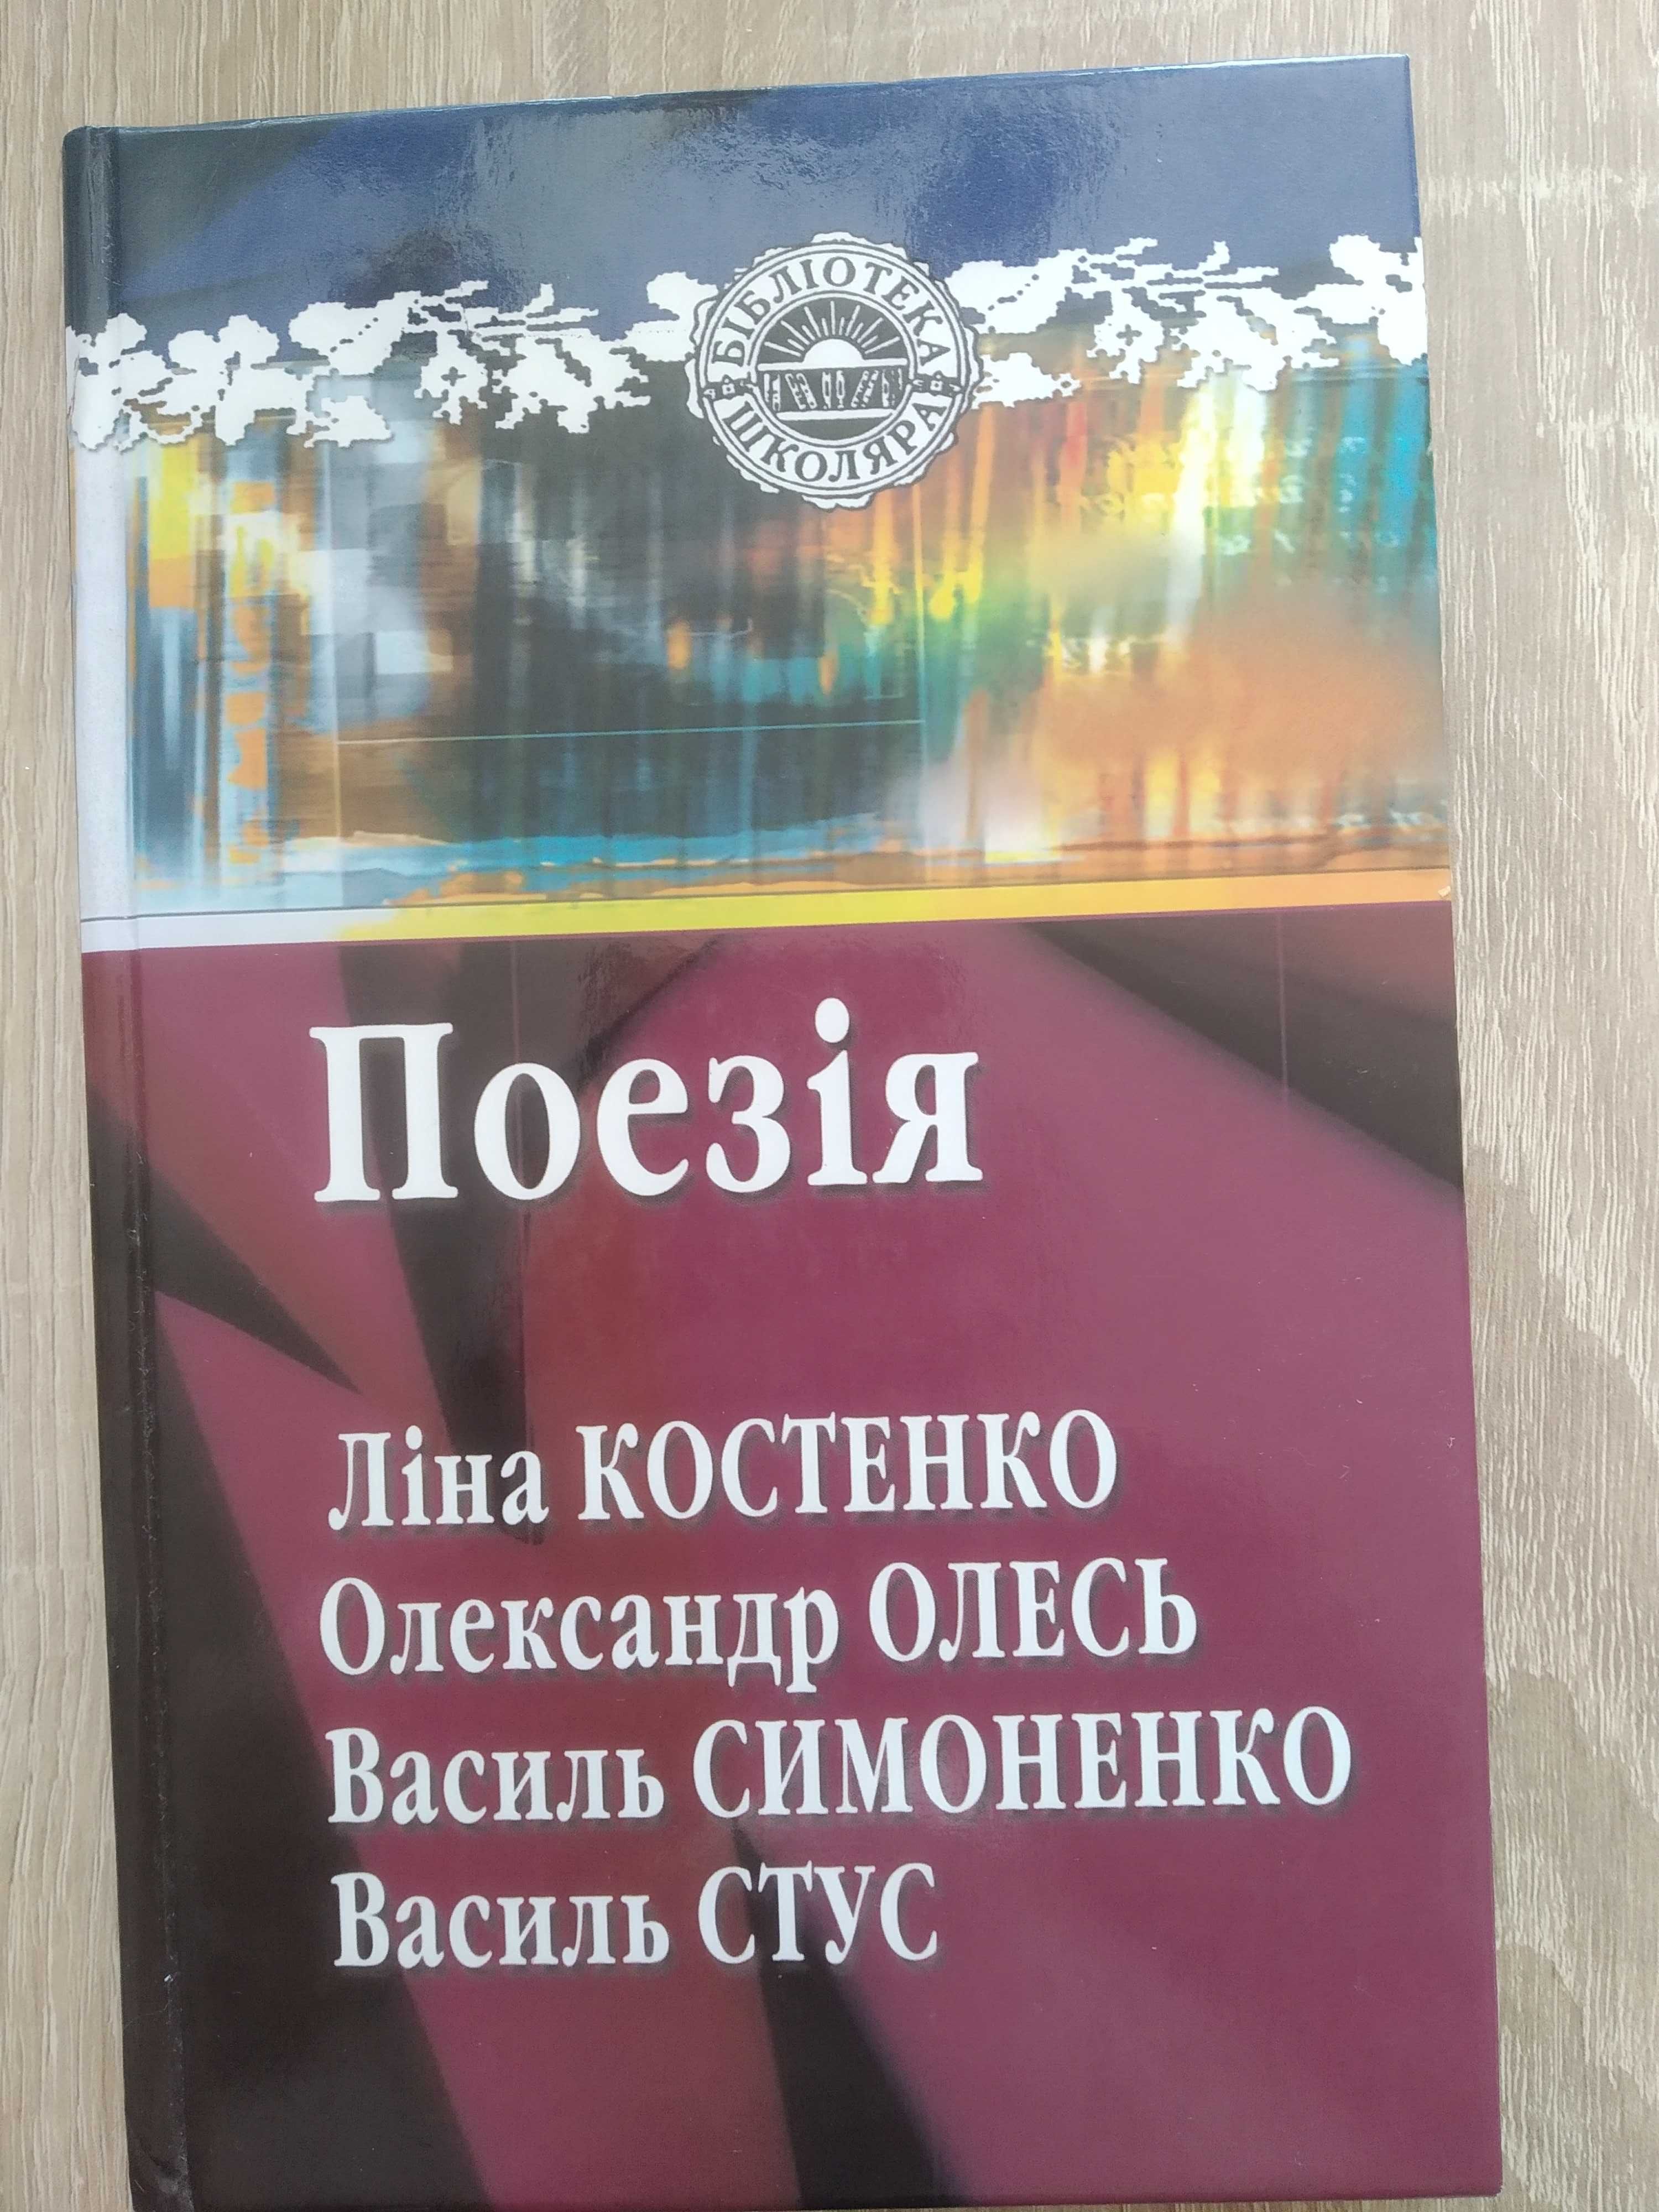 БІБЛІОТЕКА
ШКОЛЯРА
Поезія
Ліна КОСТЕНКО
Олександр ОЛЕСЬ
Василь СИМОНЕНКО
Василь СТУС